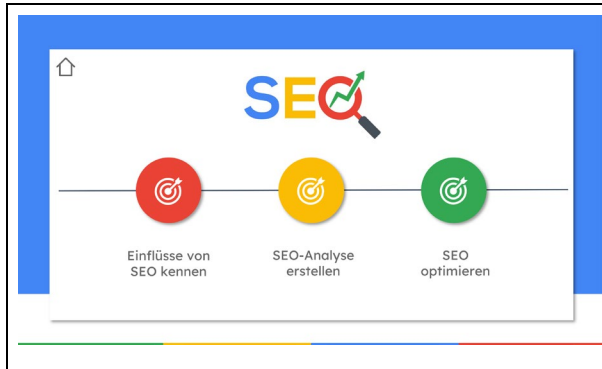 SEO
Einflüsse von
SEO kennen
SEO-Analyse
erstellen
SEO
optimieren